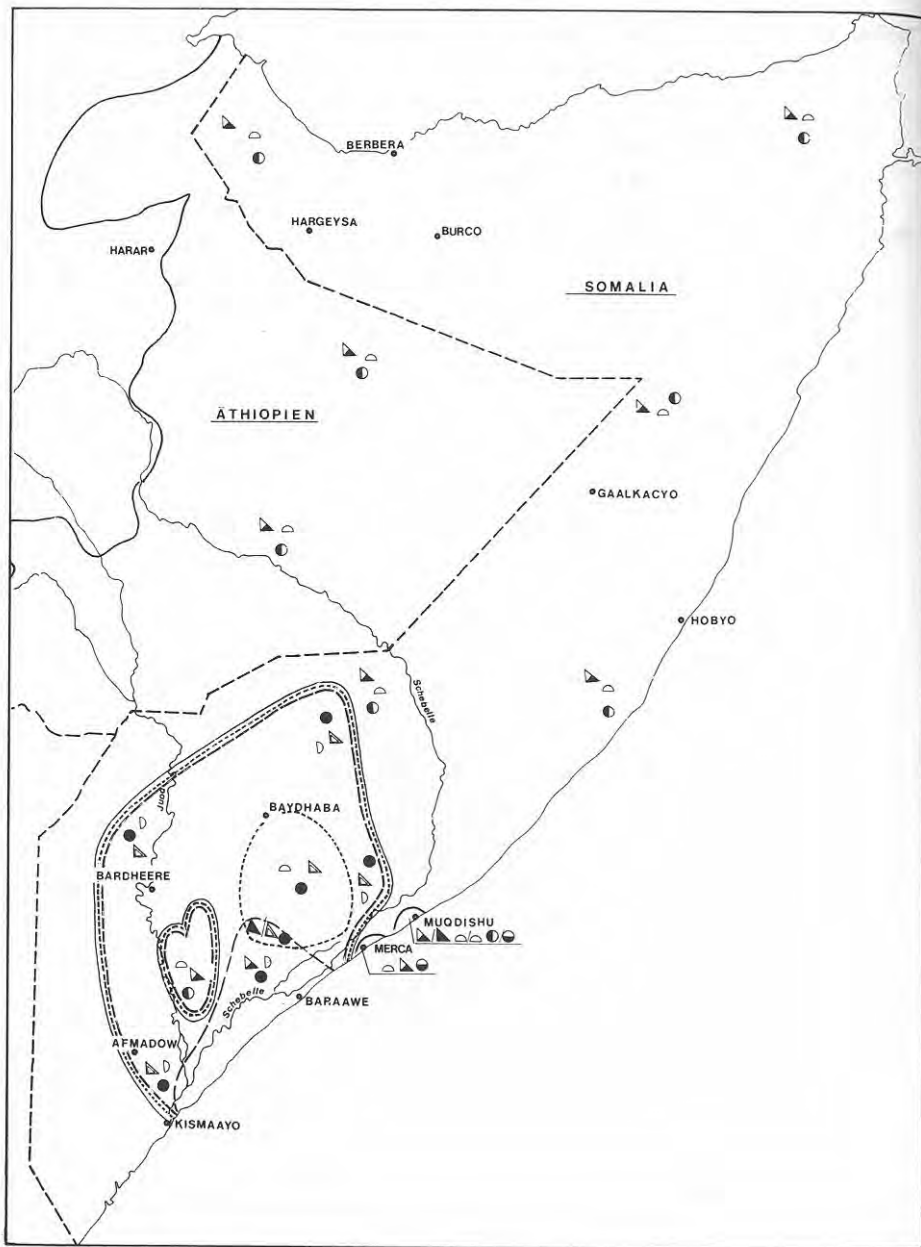 BERBERA
HARGEYSA
BURCO
HARAR
SOMALIA
ÄTHIOPIEN
GAALKACYO
HOBYO
Schebelle
Juba
BAYDHABA
BARDHEERE
MUQDISHU
MERCA
Schebelle
BARAAWE
AFMADOW
KISMAAYO